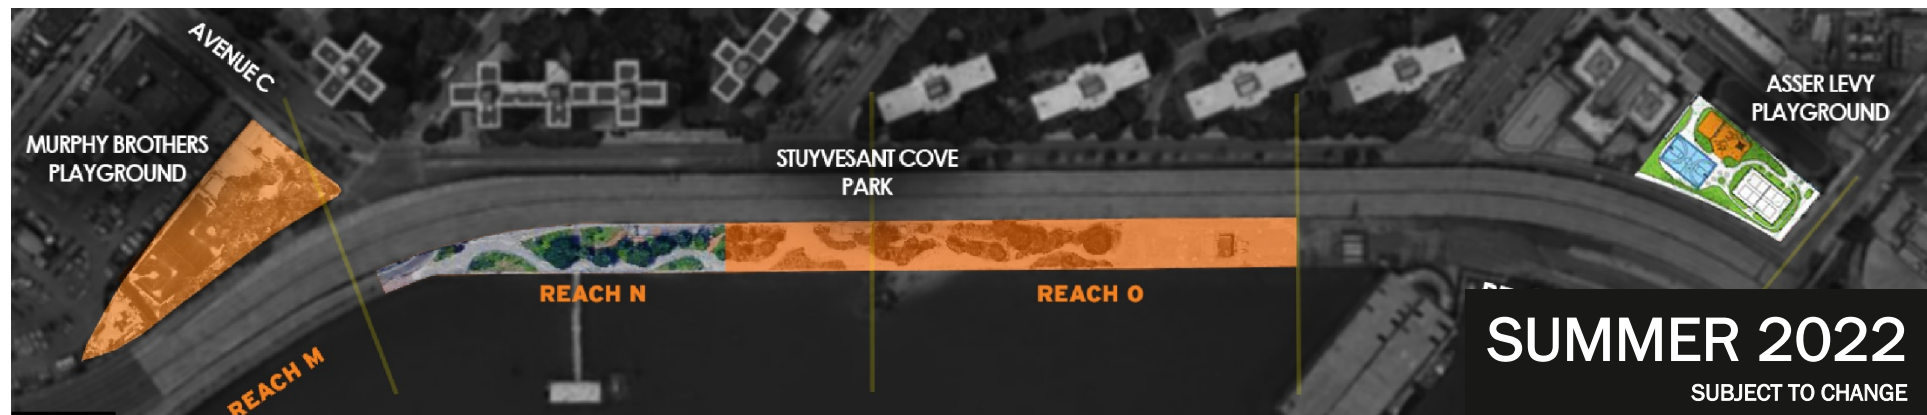 AVENUE C
MURPHY BROTHERS
PLAYGROUND
STUYVESANT COVE
PARK
ASSER LEVY
PLAYGROUND
REACH M
REACH N
REACH O
SUMMER 2022
SUBJECT TO CHANGE